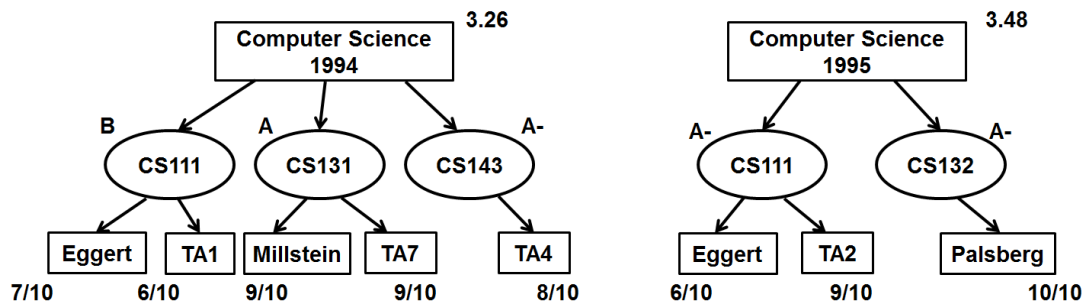 3.26
Computer Science
1994
B
A
A-
CS111
CS131
CS143
Eggert
TA1
Millstein
TA7
TA4
7/10
6/10
9/10
9/10
8/10
3.48
Computer Science
1995
A-
A-
CS111
CS132
Eggert
TA2
Palsberg
6/10
9/10
10/10